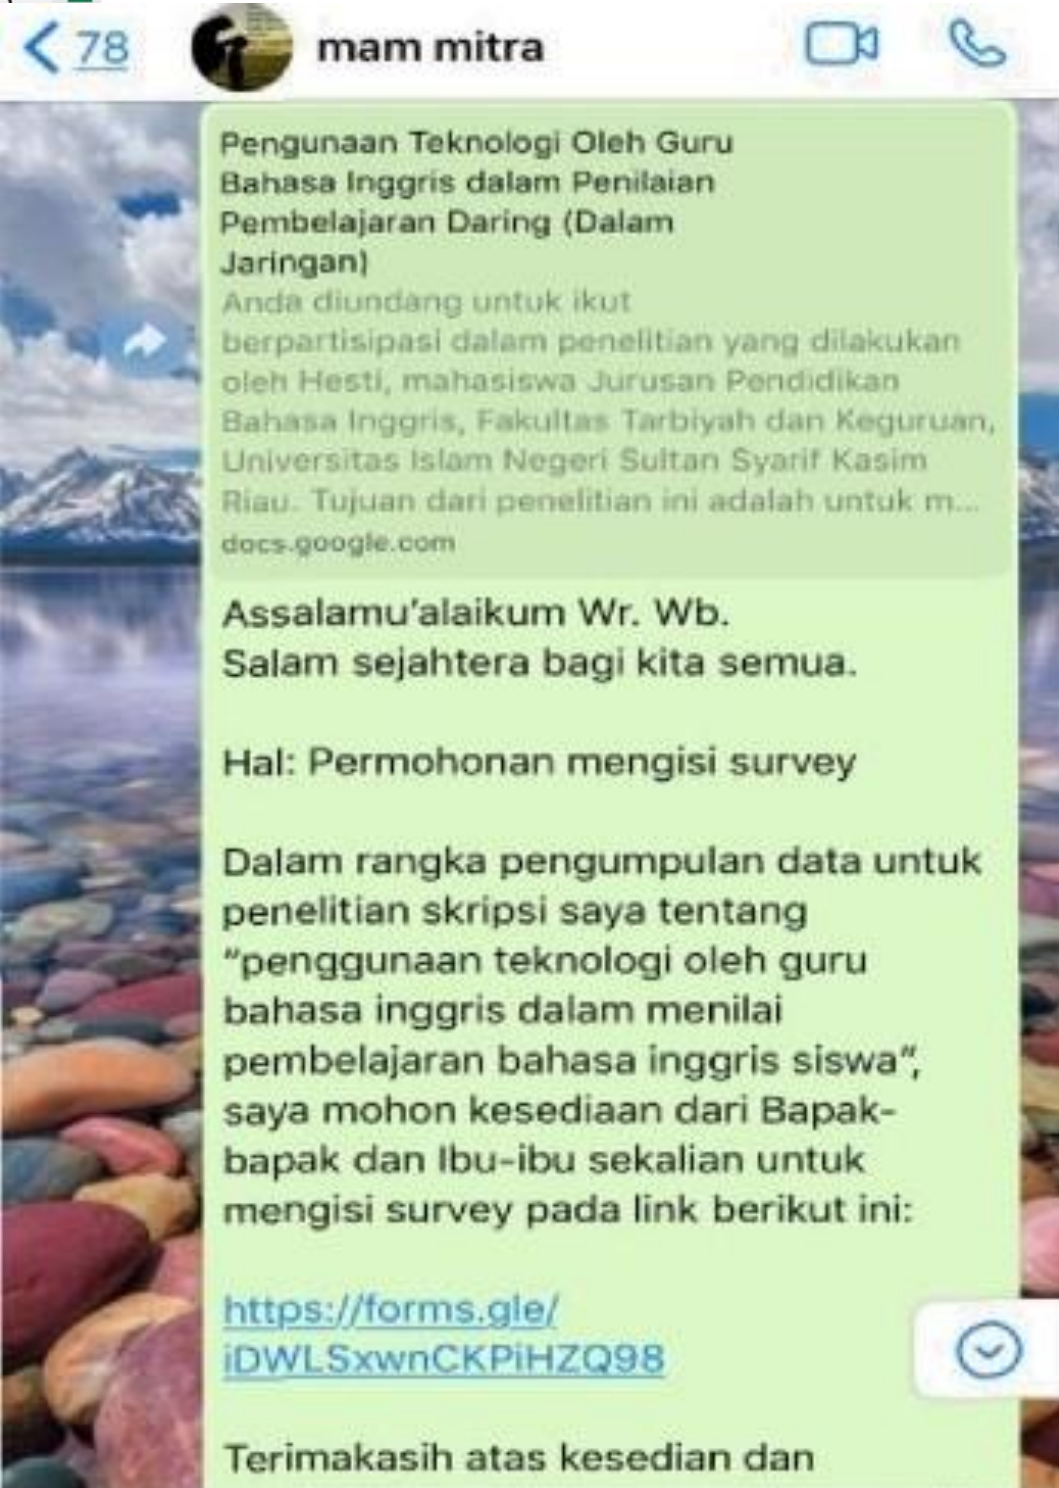 78 mam mitra
Pengunaan Teknologi Oleh Guru
Bahasa Inggris dalam Penilaian
Pembelajaran Daring (Dalam
Jaringan)
Anda diundang untuk ikut
berpartisipasi dalam penelitian yang dilakukan
oleh Hesti, mahasiswa Jurusan Pendidikan
Bahasa Inggris, Fakultas Tarbiyah dan Keguruan,
Universitas Islam Negeri Sultan Syarif Kasim
Riau. Tujuan dari penelitian ini adalah untuk m...
docs.google.com
Assalamu'alaikum Wr. Wb.
Salam sejahtera bagi kita semua.
Hal: Permohonan mengisi survey
Dalam rangka pengumpulan data untuk
penelitian skripsi saya tentang
"penggunaan teknologi oleh guru
bahasa inggris dalam menilai
pembelajaran bahasa inggris siswa",
saya mohon kesediaan dari Bapak-
bapak dan Ibu-ibu sekalian untuk
mengisi survey pada link berikut ini:
https://forms.gle/
iDWLSxwnCKPiHZQ98
Terimakasih atas kesedian dan